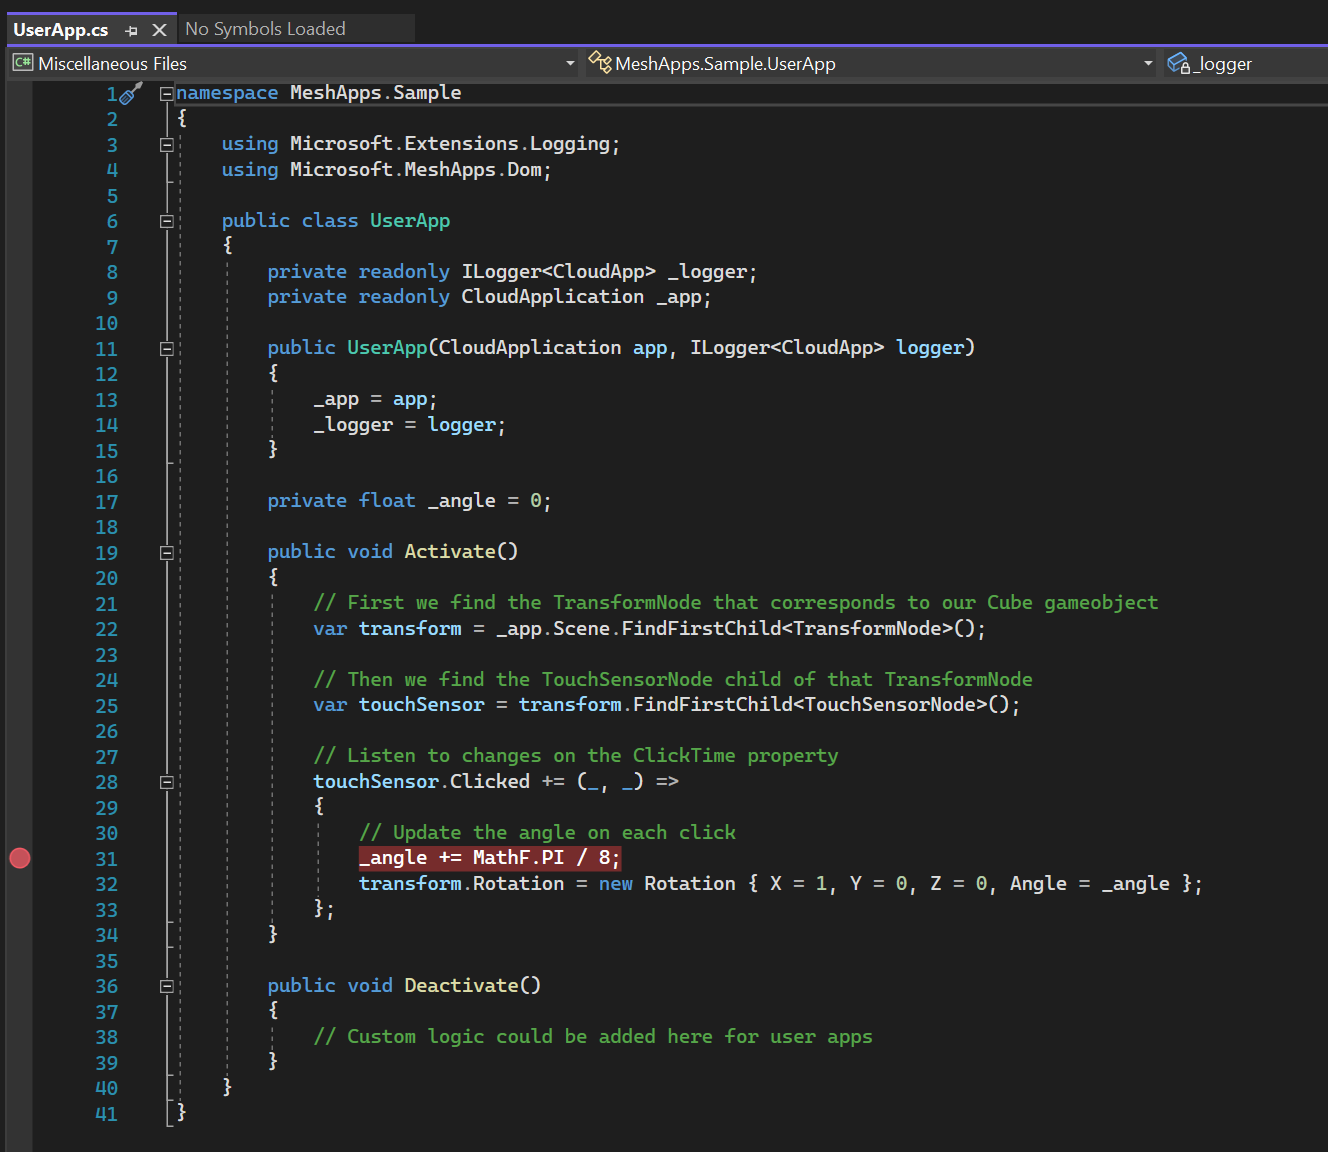 UserApp.cs No Symbols Loaded
C# Miscellaneous Files MeshApps.Sample.UserApp _logger
1 namespace MeshApps.Sample
2 {
3 using Microsoft.Extensions.Logging;
4 using Microsoft.MeshApps.Dom;
5
6 public class UserApp
7 {
8 private readonly ILogger<CloudApp> _logger;
9 private readonly CloudApplication _app;
10
11 public UserApp(CloudApplication app, ILogger<CloudApp> logger)
12 {
13 _app = app;
14 _logger = logger;
15 }
16
17 private float _angle = 0;
18
19 public void Activate()
20 {
21 // First we find the TransformNode that corresponds to our Cube gameobject
22 var transform = _app.Scene.FindFirstChild<TransformNode>();
23
24 // Then we find the TouchSensorNode child of that TransformNode
25 var touchSensor = transform.FindFirstChild<TouchSensorNode>();
26
27 // Listen to changes on the ClickTime property
28 touchSensor.Clicked += (_, _) =>
29 {
30 // Update the angle on each click
31 _angle += MathF.PI / 8;
32 transform.Rotation = new Rotation { X = 1, Y = 0, Z = 0, Angle = _angle };
33 };
34 }
35
36 public void Deactivate()
37 {
38 // Custom logic could be added here for user apps
39 }
40 }
41 }